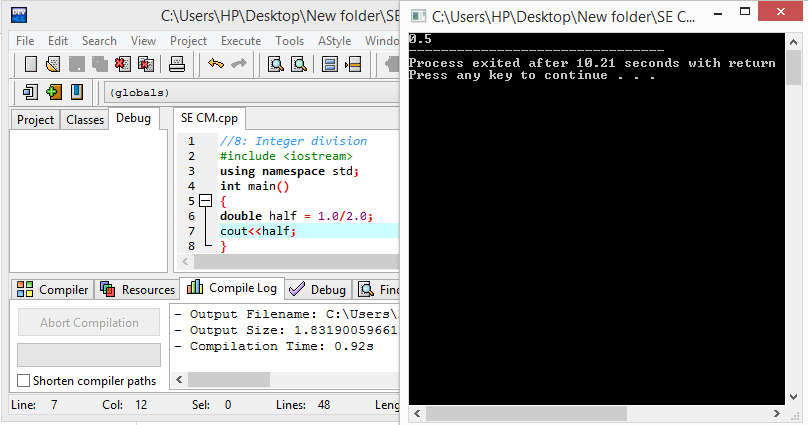 C:\Users\HP\Desktop\New folder\SE
File Edit Search View Project Execute Tools AStyle Windo
(globals)
Project Classes Debug
SE CM.cpp
1 //8: Integer division
2 #include <iostream>
3 using namespace std;
4 int main()
5 {
6 double half = 1.0/2.0;
7 cout<<half;
8 }
Compiler Resources Compile Log Debug Find
Abort Compilation
Shorten compiler paths
- Output Filename: C:\Users\
- Output Size: 1.83190059661
- Compilation Time: 0.92s
Line: 7 Col: 12 Sel: 0 Lines: 48 Leng
C:\Users\HP\Desktop\New folder\SE C...
0.5
--------------------------------
Process exited after 10.21 seconds with return
Press any key to continue . . .